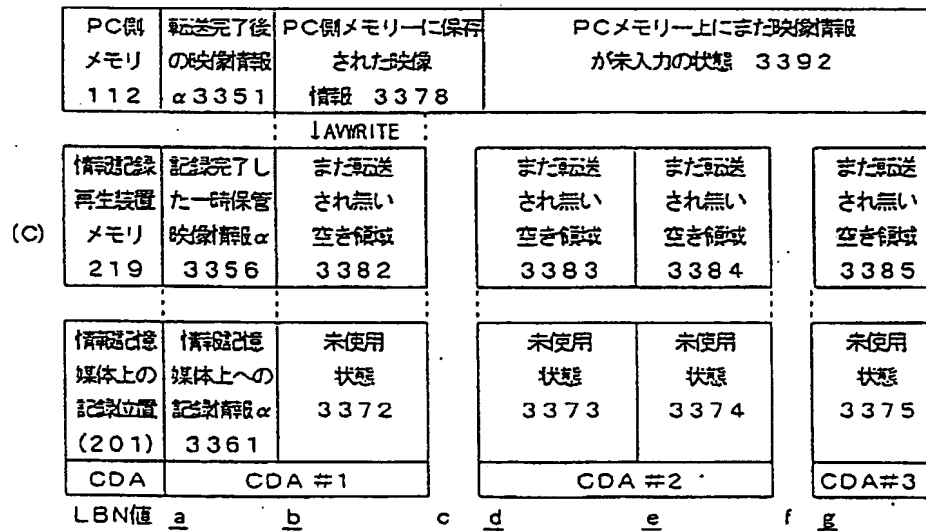 PC側 転送完了後 PC側メモリーに保存 PCメモリー上にまだ映像情報
メモリ の映像情報 された映像 が未入力の状態 3392
112 α3351 情報 3378
↓AVWRITE
情報記録 記録完了し まだ転送 まだ転送 まだ転送 まだ転送
再生装置 た一時保管 され無い され無い され無い され無い
(C) メモリ 映像情報α 空き領域 空き領域 空き領域 空き領域
219 3356 3382 3383 3384 3385
情報記憶 情報記憶 未使用 未使用 未使用 未使用
媒体上の 媒体上への 状態 状態 状態 状態
記録位置 記録情報α 3372 3373 3374 3375
(201) 3361
CDA CDA #1 CDA #2 CDA#3
LBN値 a b c d e f g